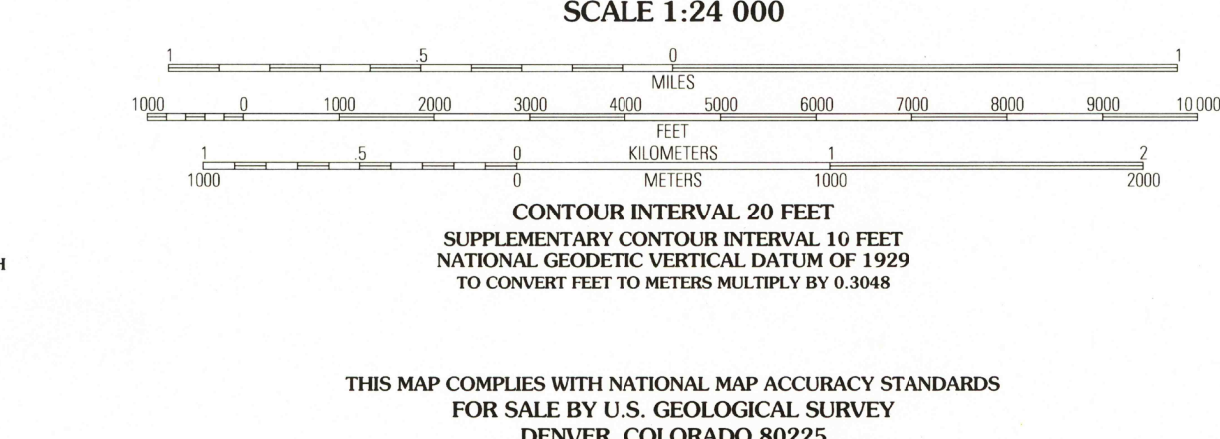 SCALE 1:24 000
1 .5 0 1
MILES
1000 0 1000 2000 3000 4000 5000 6000 7000 8000 9000 10 000
FEET
1 .5 0 KILOMETERS 1 2
1000 0 METERS 1000 2000
CONTOUR INTERVAL 20 FEET
SUPPLEMENTARY CONTOUR INTERVAL 10 FEET
H
NATIONAL GEODETIC VERTICAL DATUM OF 1929
TO CONVERT FEET TO METERS MULTIPLY BY 0.3048
THIS MAP COMPLIES WITH NATIONAL MAP ACCURACY STANDARDS
FOR SALE BY U.S. GEOLOGICAL SURVEY
DENVER, COLORADO 80225